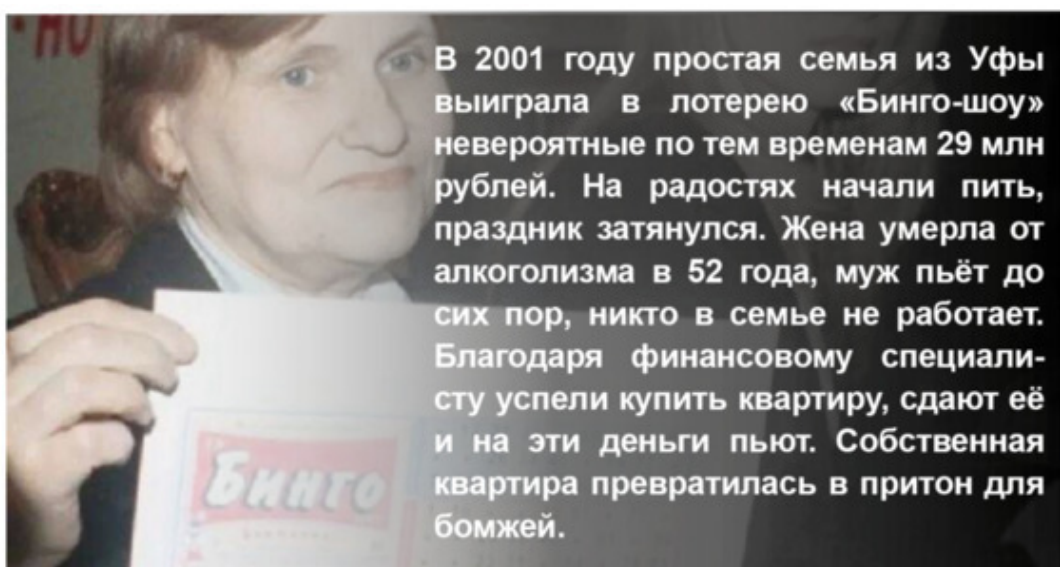 - НО
В 2001 году простая семья из Уфы
выиграла в лотерею «Бинго-шоу»
невероятные по тем временам 29 млн
рублей. На радостях начали пить,
праздник затянулся. Жена умерла от
алкоголизма в 52 года, муж пьёт до
сих пор, никто в семье не работает.
Благодаря финансовому специали-
сту успели купить квартиру, сдают её
и на эти деньги пьют. Собственная
квартира превратилась в притон для
бомжей.
Бинго